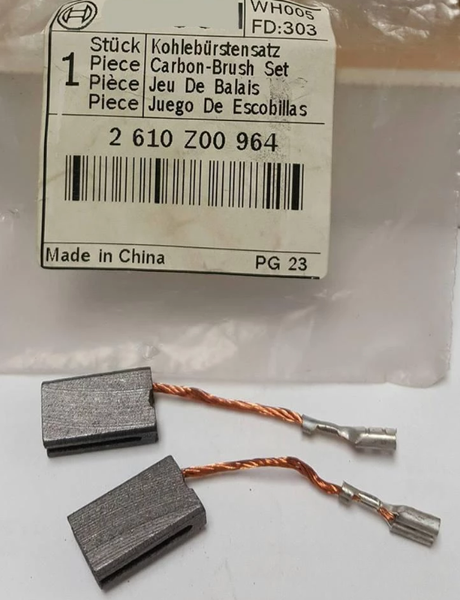 WH005
FD:303
1 Stück Kohlebürstensatz
Piece Carbon-Brush Set
Pièce Jeu De Balais
Piece Juego De Escobillas
2 610 Z00 964
Made in China PG 23